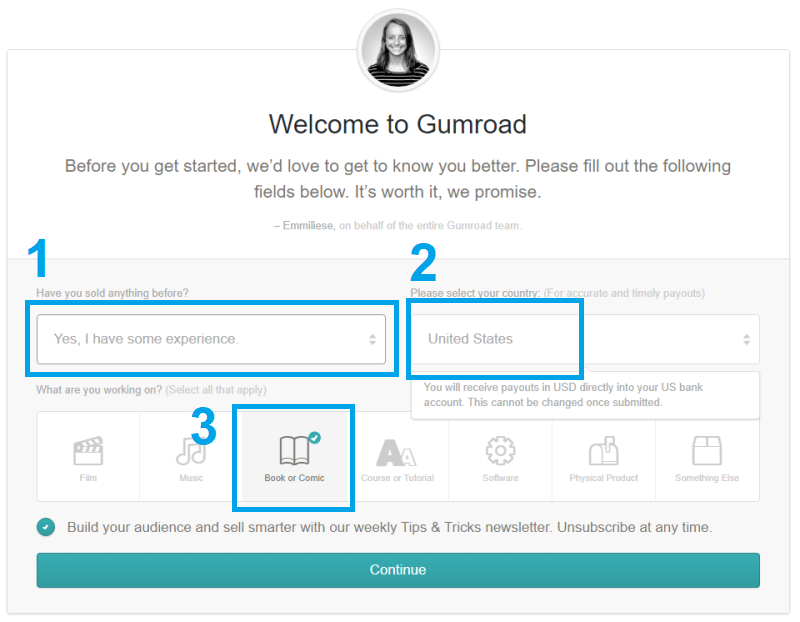 Welcome to Gumroad
Before you get started, we'd love to get to know you better. Please fill out the following
fields below. It's worth it, we promise.
– Emmiliese, on behalf of the entire Gumroad team.
1
2
Have you sold anything before?
Please select your country: (For accurate and timely payouts)
Yes, I have some experience.
United States
You will receive payouts in USD directly into your US bank
account. This cannot be changed once submitted.
What are you working on? (Select all that apply)
3
Film
Music
Book or Comic
Course or Tutorial
Software
Physical Product
Something Else
Build your audience and sell smarter with our weekly Tips & Tricks newsletter. Unsubscribe at any time.
Continue